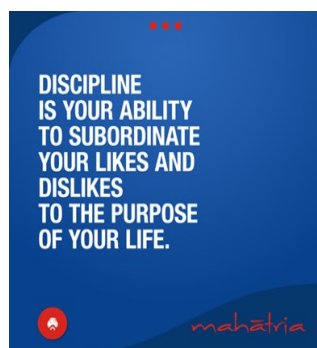 DISCIPLINE
IS YOUR ABILITY
TO SUBORDINATE
YOUR LIKES AND
DISLIKES
TO THE PURPOSE
OF YOUR LIFE.
mahātria